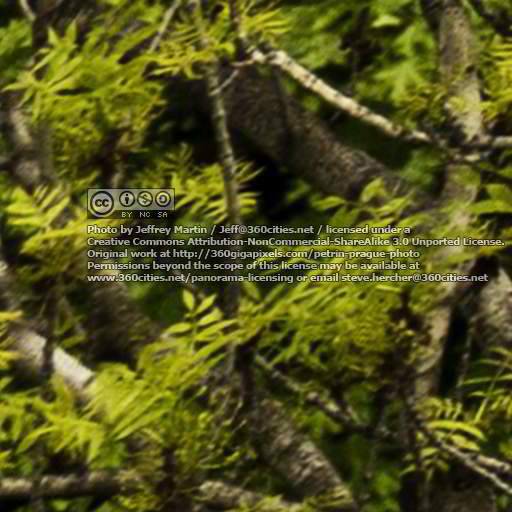 cc
BY NC SA
Photo by Jeffrey Martin / Jeff@360cities.net / licensed under a
Creative Commons Attribution-NonCommercial-ShareAlike 3.0 Unported License.
Original work at http://360gigapixels.com/petrin-prague-photo
Permissions beyond the scope of this license may be available at
www.360cities.net/panorama-licensing or email steve.hercher@360cities.net